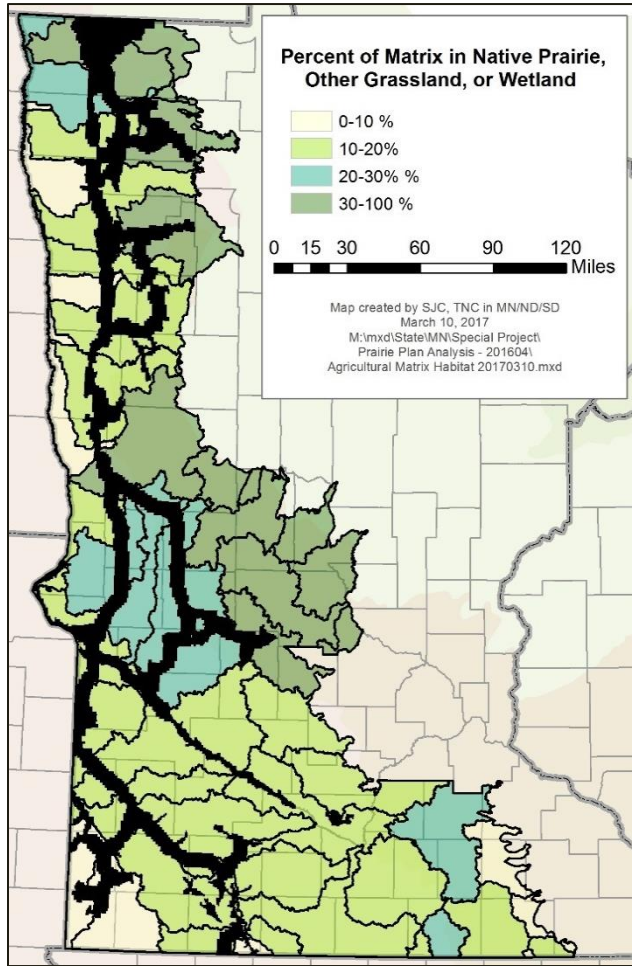 Percent of Matrix in Native Prairie,
Other Grassland, or Wetland
0-10 %
10-20%
20-30% %
30-100 %
0 15 30 60 90 120
Miles
Map created by SJC, TNC in MN/ND/SD
March 10, 2017
M:\mxd\State\MN\Special Project\
Prairie Plan Analysis - 201604\
Agricultural Matrix Habitat 20170310.mxd